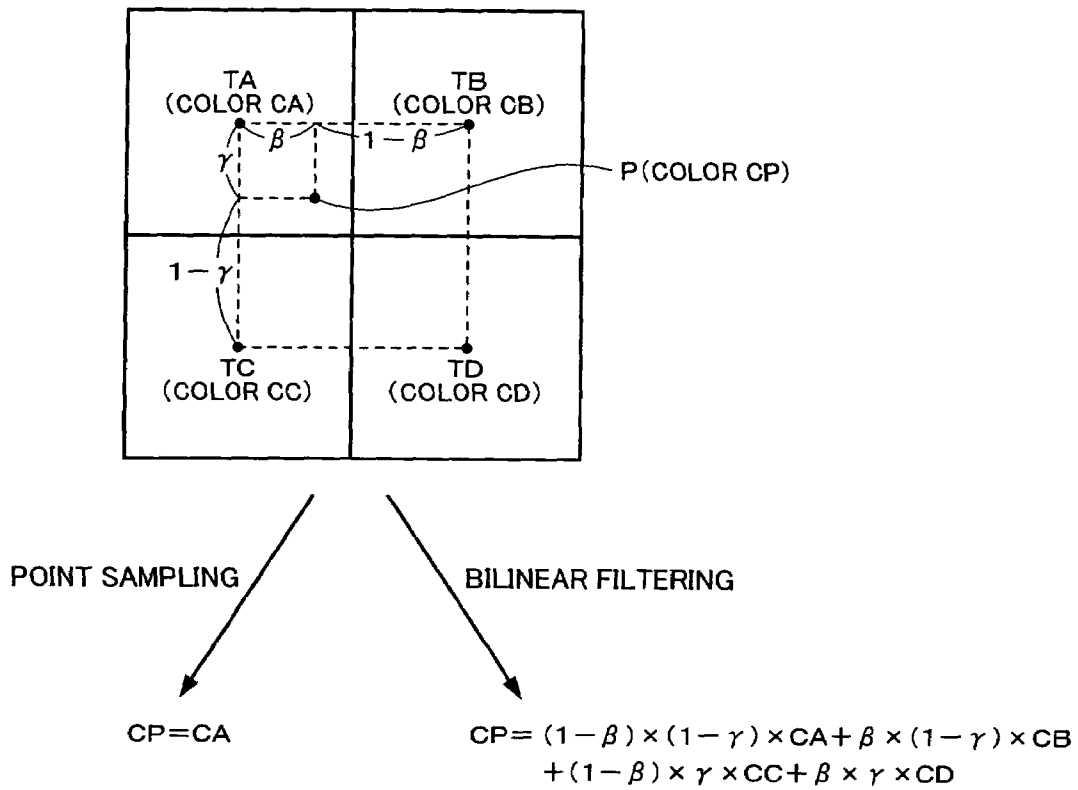 TA
(COLOR CA)
TB
(COLOR CB)
β
1-β
γ
P(COLOR CP)
1-γ
TC
(COLOR CC)
TD
(COLOR CD)
POINT SAMPLING
BILINEAR FILTERING
CP=CA
CP=(1-β)×(1-γ)×CA+β×(1-γ)×CB
+(1-β)×γ×CC+β×γ×CD